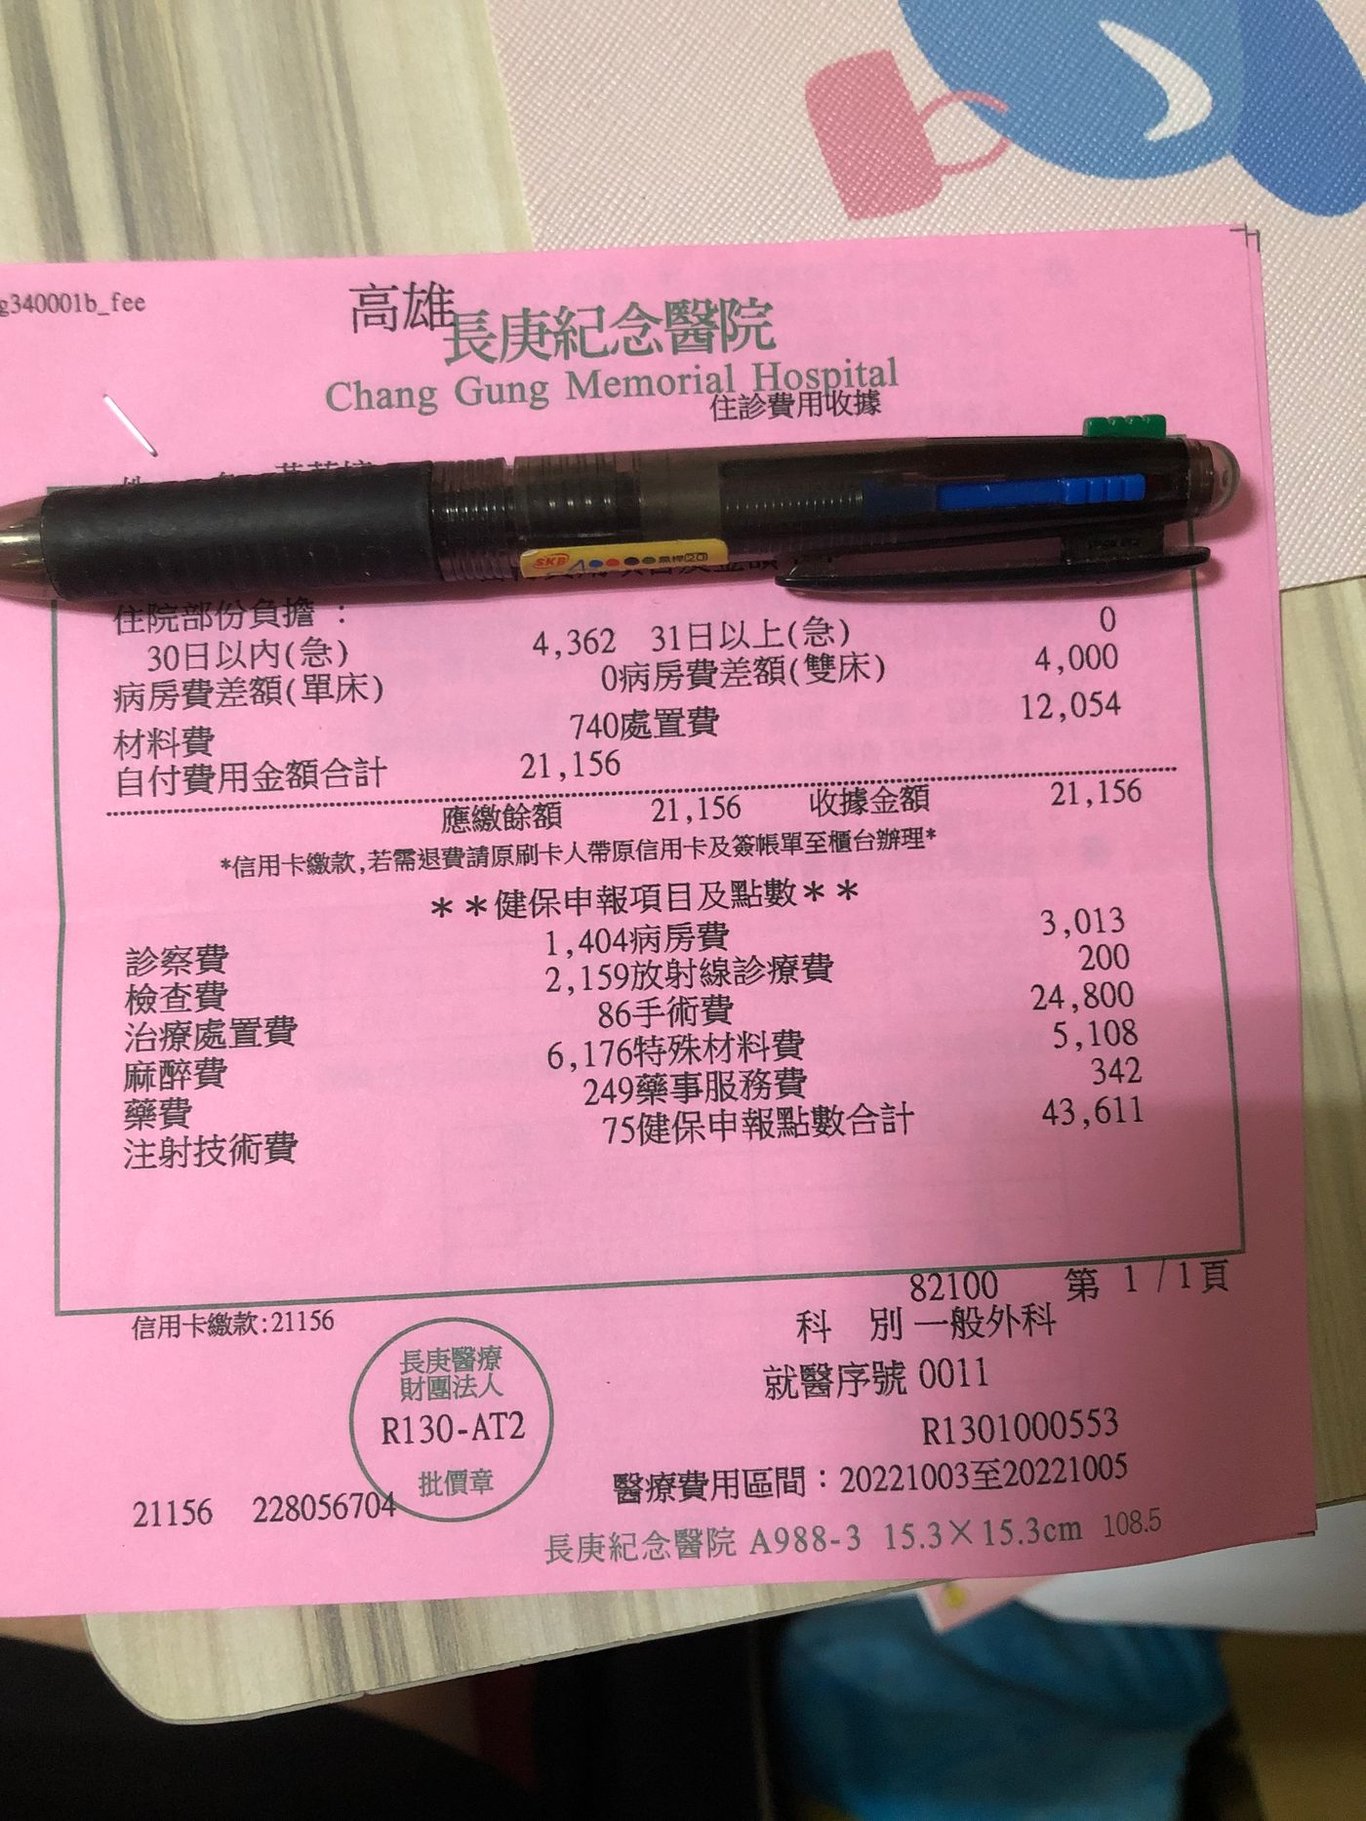 g340001b_fee
高雄
長庚紀念醫院
Chang Gung Memorial Hospital
住診費用收據
SKB
住院部份負擔 :
30日以內(急) 4,362 31日以上(急) 0
病房費差額(單床) 0病房費差額(雙床) 4,000
材料費 740處置費 12,054
自付費用金額合計 21,156
應繳餘額 21,156 收據金額 21,156
*信用卡繳款,若需退費請原刷卡人帶原信用卡及簽帳單至櫃台辦理*
**健保申報項目及點數**
診察費 1,404病房費 3,013
檢查費 2,159放射線診療費 200
治療處置費 86手術費 24,800
麻醉費 6,176特殊材料費 5,108
藥費 249藥事服務費 342
注射技術費 75健保申報點數合計 43,611
82100 第 1 / 1頁
信用卡繳款:21156
科 別 一般外科
長庚醫療
財團法人
R130-AT2
批價章
就醫序號 0011
R1301000553
醫療費用區間：20221003至20221005
21156 228056704
長庚紀念醫院 A988-3 15.3×15.3cm 108.5